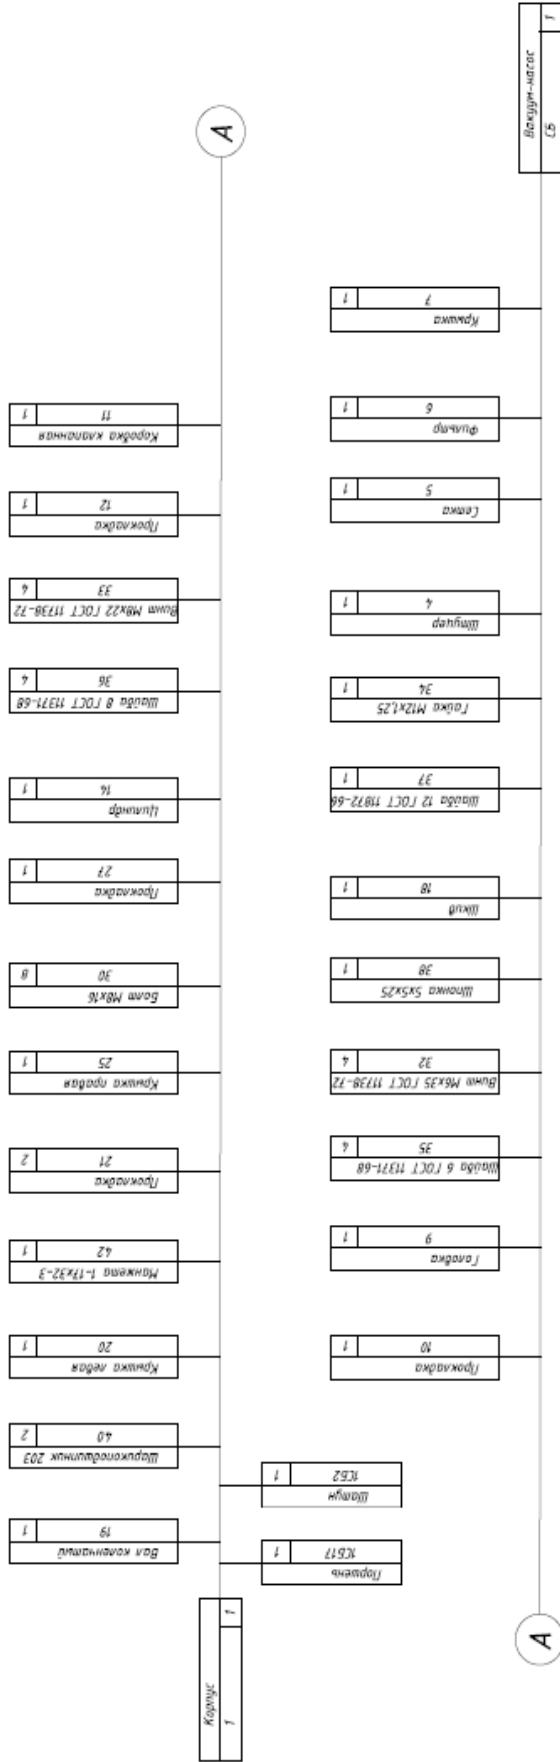 Корпус
1 1
Вал коленчатый
19 1
Поршень
1СБ17 1
Шатун
1СБ2 1
Шарикоподшипник 203
40 2
Крышка левая
20 1
Манжета 1-17х32-3
42 1
Прокладка
21 2
Крышка правая
25 1
Болт М8х16
30 8
Прокладка
27 1
Цилиндр
14 1
Шайба 8 ГОСТ 11371-68
36 4
Винт М8х22 ГОСТ 11738-72
33 4
Прокладка
12 1
Коробка клапанная
11 1
А
А
Прокладка
10 1
Головка
9 1
Шайба 6 ГОСТ 11371-68
35 4
Винт М6х35 ГОСТ 11738-72
32 4
Шпонка 5х5х25
38 1
Шкив
18 1
Шайба 12 ГОСТ 11872-66
37 1
Гайка М12х1,25
34 1
Штуцер
4 1
Сетка
5 1
Фильтр
6 1
Крышка
7 1
Вакуум-насос
СБ 1